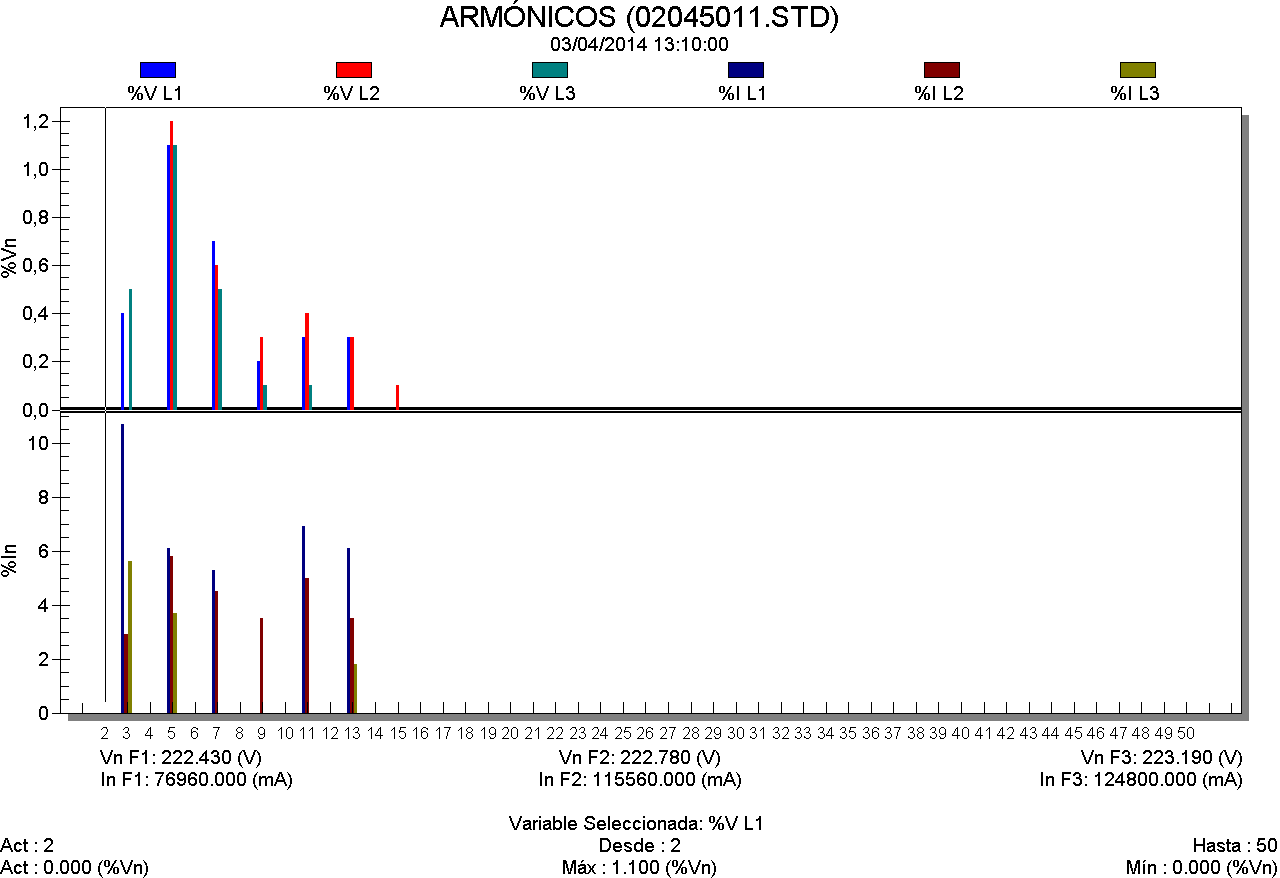 ARMÓNICOS (02045011.STD)
03/04/2014 13:10:00
%V L1 %V L2 %V L3 %I L1 %I L2 %I L3
1,2
1,0
0,8
0,6
0,4
0,2
0,0
%Vn
10
8
6
4
2
0
%In
2 3 4 5 6 7 8 9 10 11 12 13 14 15 16 17 18 19 20 21 22 23 24 25 26 27 28 29 30 31 32 33 34 35 36 37 38 39 40 41 42 43 44 45 46 47 48 49 50
Vn F1: 222.430 (V) Vn F2: 222.780 (V) Vn F3: 223.190 (V)
In F1: 76960.000 (mA) In F2: 115560.000 (mA) In F3: 124800.000 (mA)
Variable Seleccionada: %V L1
Act : 2 Desde : 2 Hasta : 50
Act : 0.000 (%Vn) Máx : 1.100 (%Vn) Mín : 0.000 (%Vn)